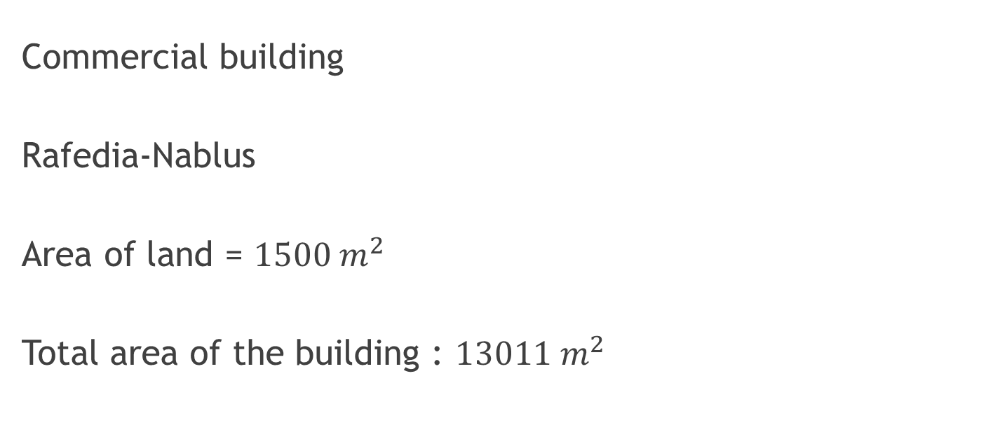 Commercial building
Rafedia-Nablus
Area of land = 1500 m²
Total area of the building : 13011 m²